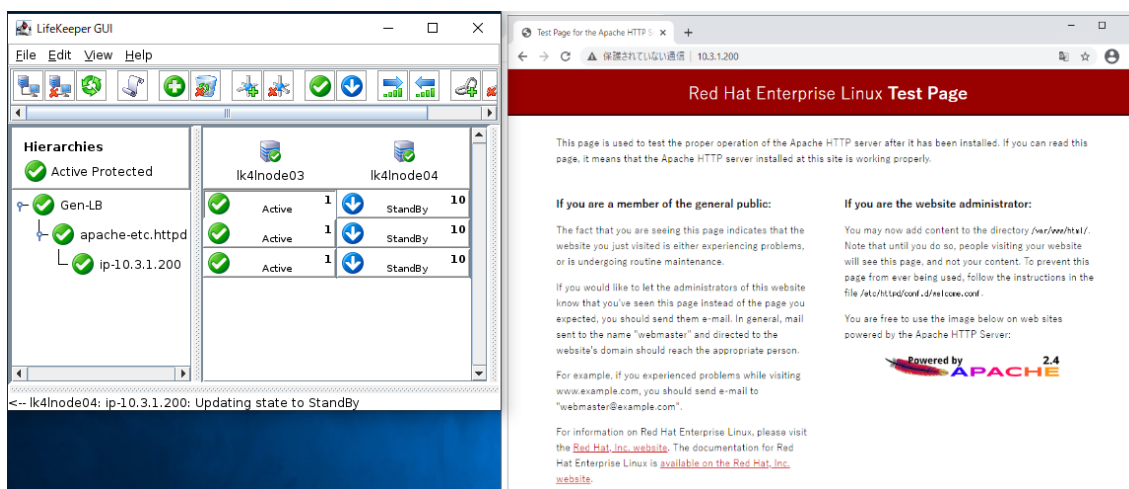 LifeKeeper GUI
File Edit View Help
Hierarchies
Active Protected
lk4lnode03
lk4lnode04
Gen-LB
Active 1
StandBy 10
apache-etc.httpd
Active 1
StandBy 10
ip-10.3.1.200
Active 1
StandBy 10
<-- lk4lnode04: ip-10.3.1.200: Updating state to StandBy
Test Page for the Apache HTTP S
保護されていない通信 | 10.3.1.200
Red Hat Enterprise Linux Test Page
This page is used to test the proper operation of the Apache HTTP server after it has been installed. If you can read this
page, it means that the Apache HTTP server installed at this site is working properly.
If you are a member of the general public:
The fact that you are seeing this page indicates that the
website you just visited is either experiencing problems,
or is undergoing routine maintenance.
If you would like to let the administrators of this website
know that you've seen this page instead of the page you
expected, you should send them e-mail. In general, mail
sent to the name "webmaster" and directed to the
website's domain should reach the appropriate person.
For example, if you experienced problems while visiting
www.example.com, you should send e-mail to
"webmaster@example.com".
For information on Red Hat Enterprise Linux, please visit
the Red Hat, Inc. website. The documentation for Red
Hat Enterprise Linux is available on the Red Hat, Inc.
website.
If you are the website administrator:
You may now add content to the directory /var/www/html/.
Note that until you do so, people visiting your website
will see this page, and not your content. To prevent this
page from ever being used, follow the instructions in the
file /etc/httpd/conf.d/welcome.conf.
You are free to use the image below on web sites
powered by the Apache HTTP Server:
Powered by 2.4
APACHE